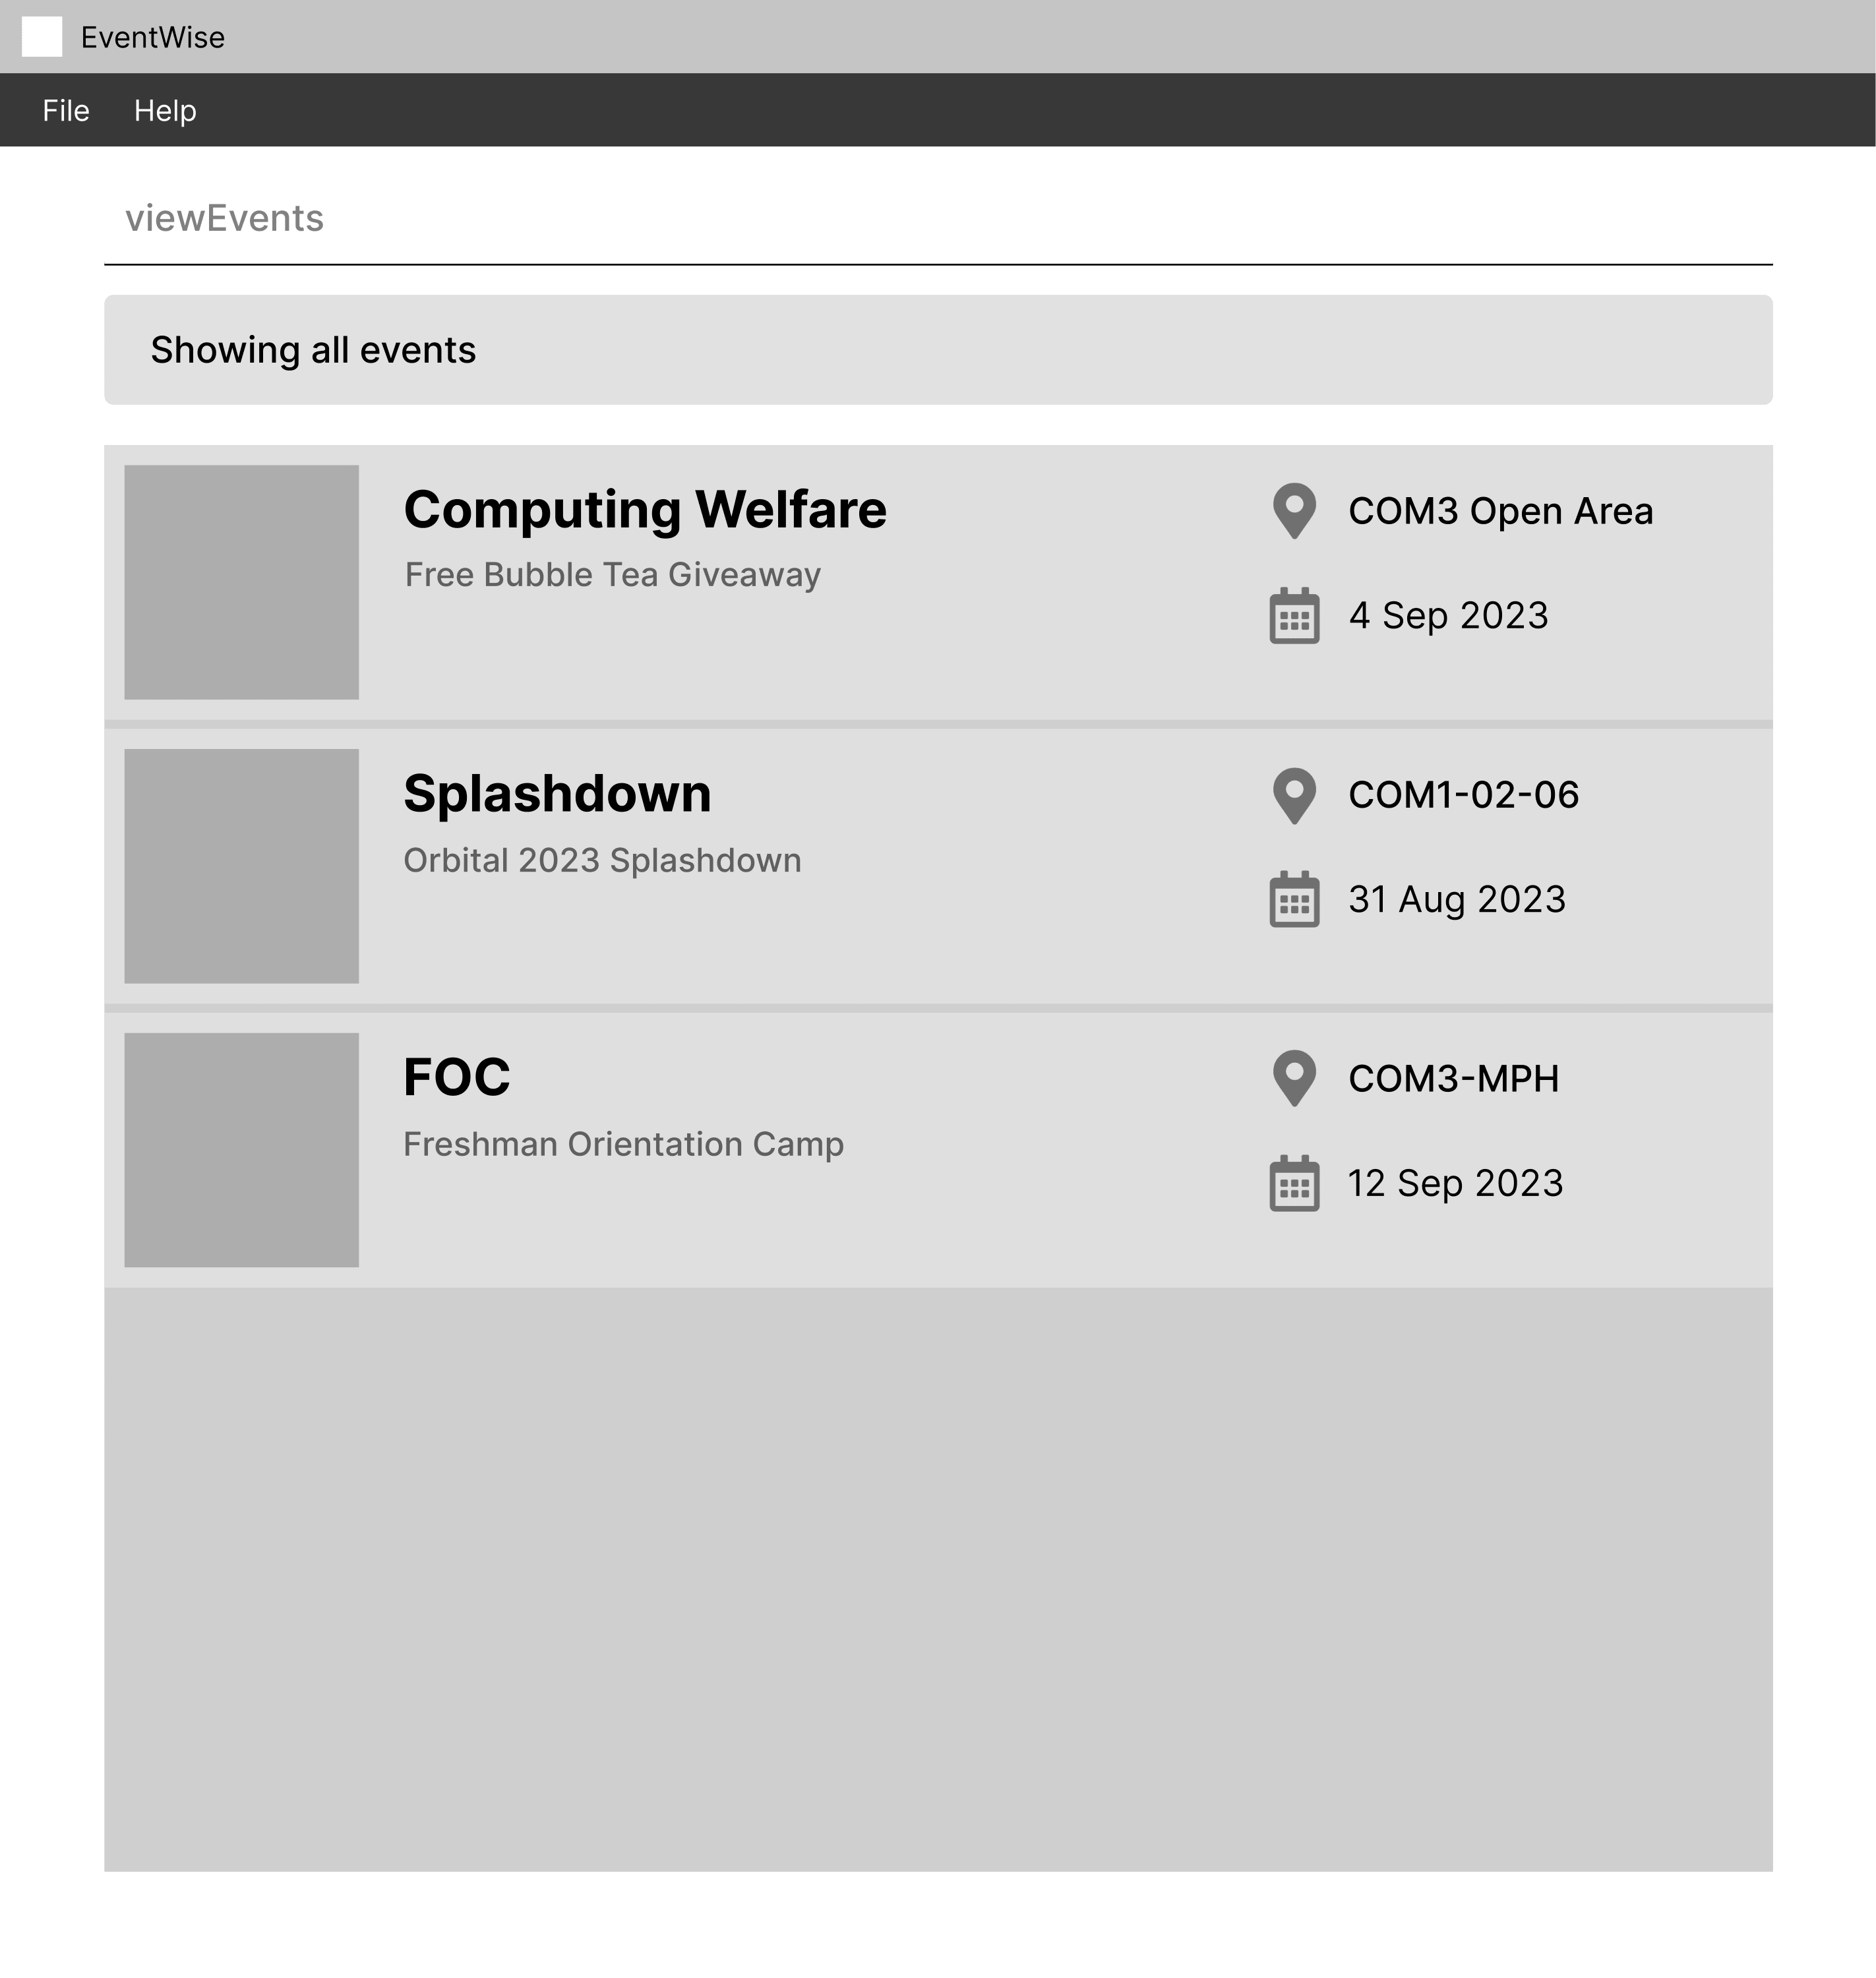 EventWise
File Help
viewEvents
Showing all events
Computing Welfare
Free Bubble Tea Giveaway
COM3 Open Area
4 Sep 2023
Splashdown
Orbital 2023 Splashdown
COM1-02-06
31 Aug 2023
FOC
Freshman Orientation Camp
COM3-MPH
12 Sep 2023